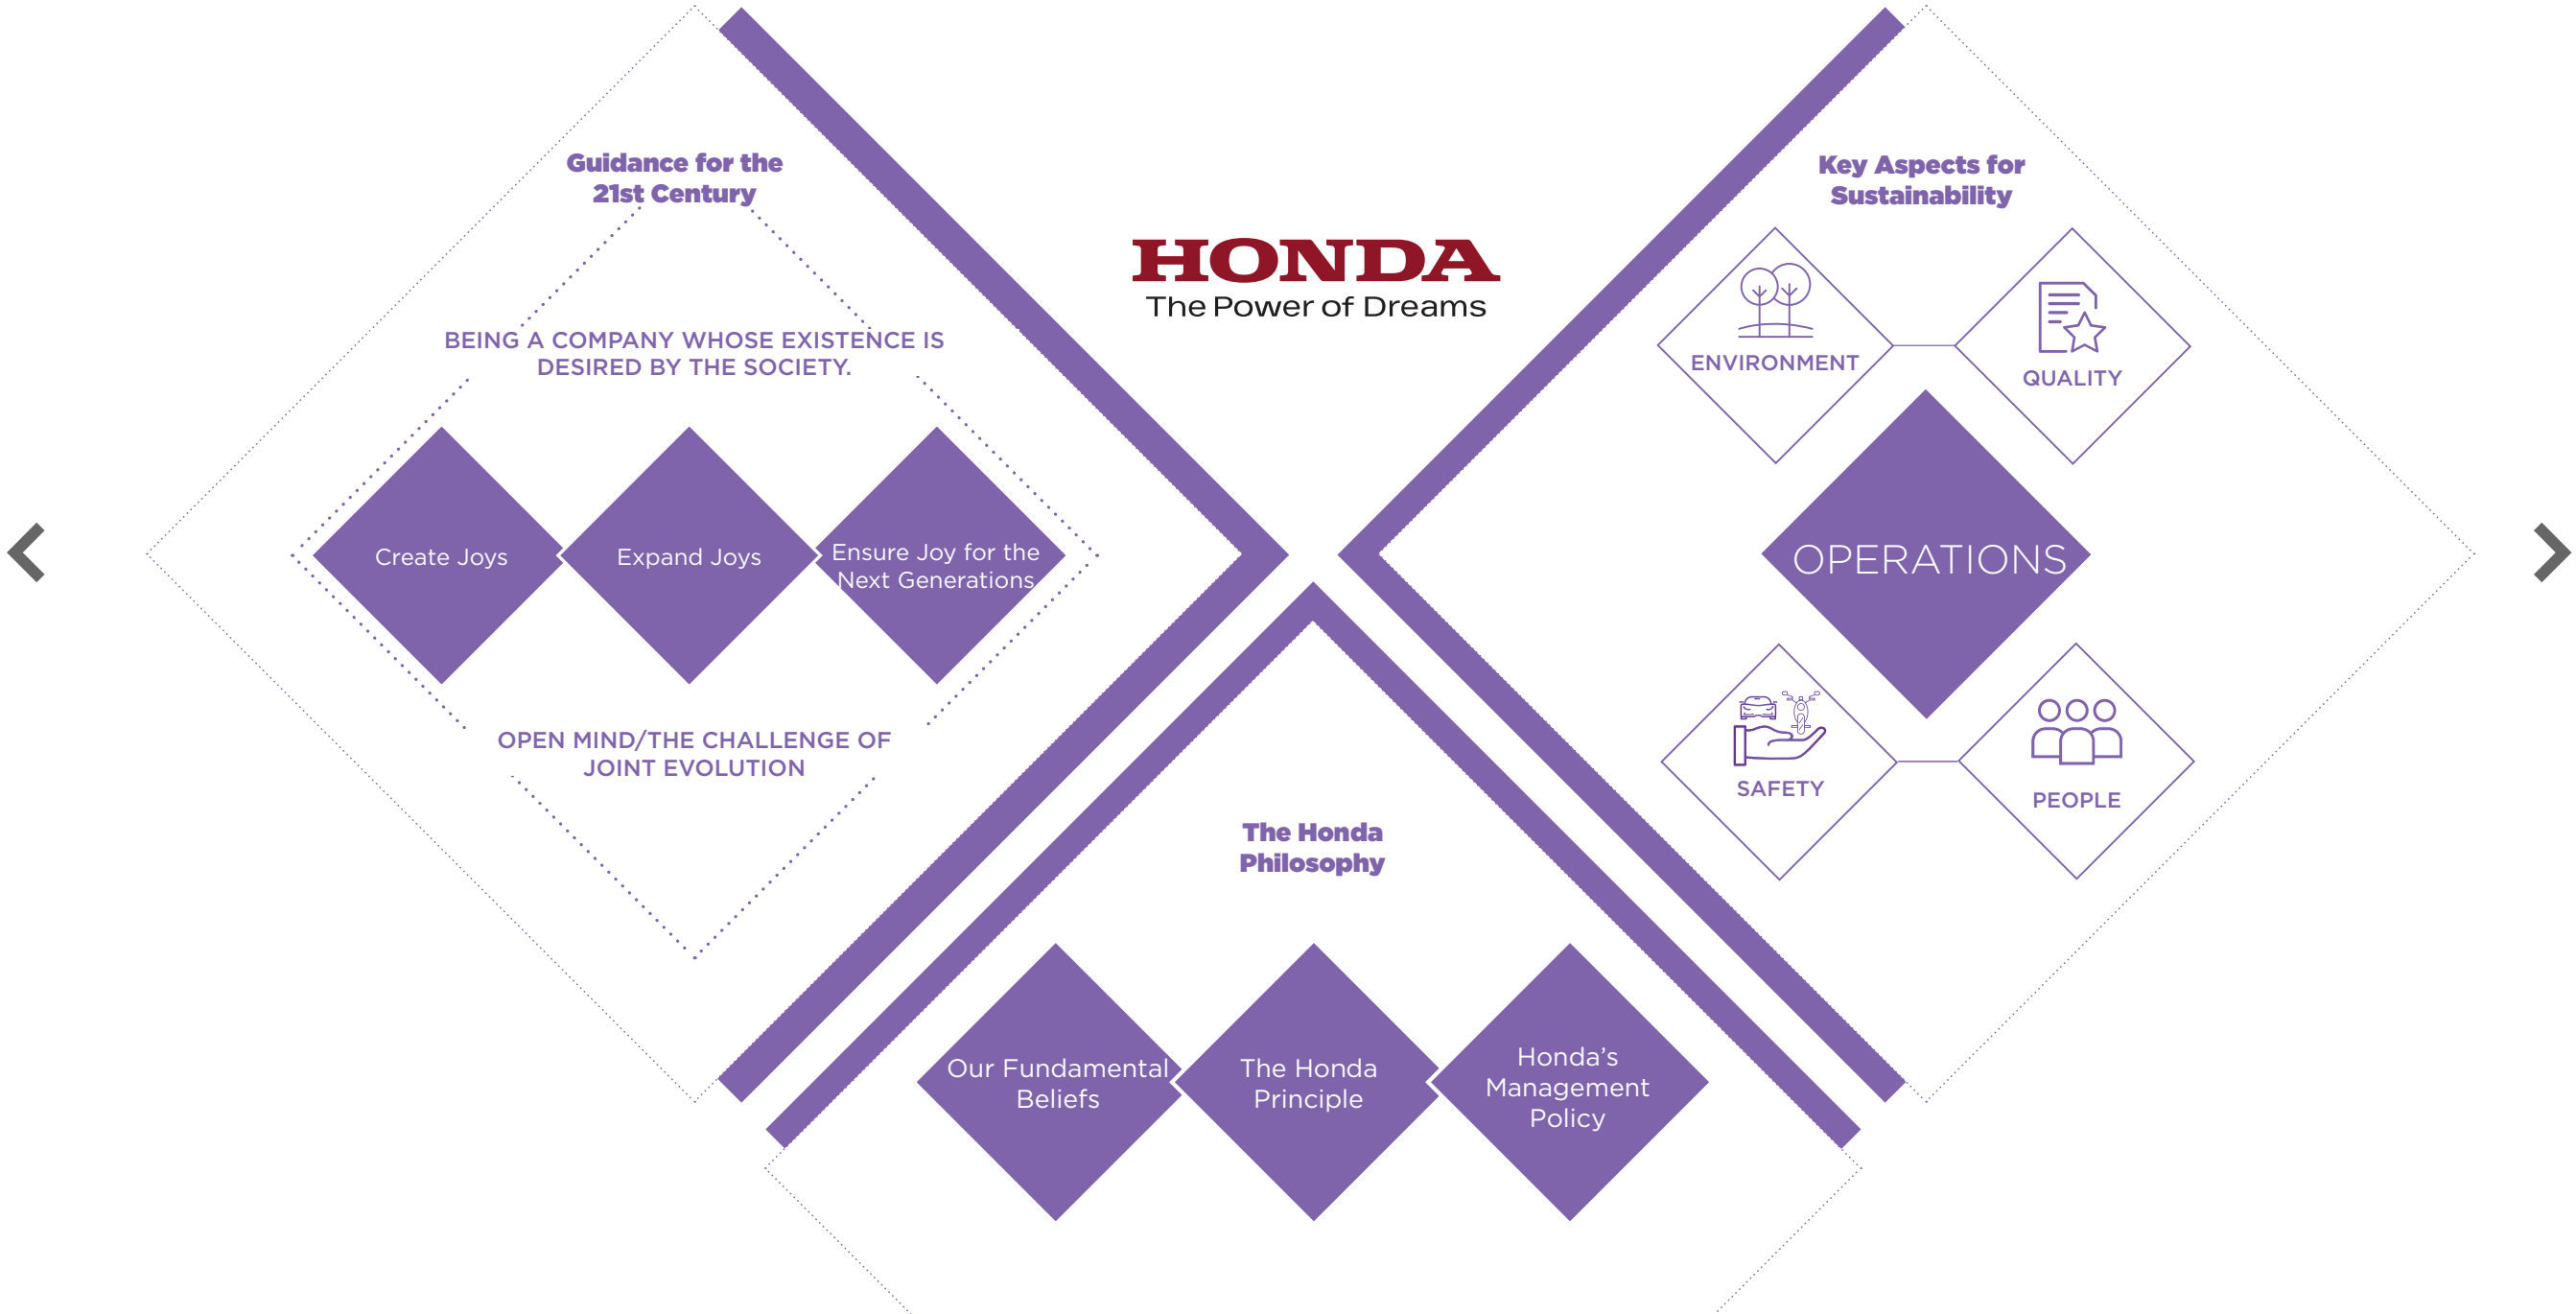 Guidance for the
21st Century
BEING A COMPANY WHOSE EXISTENCE IS
DESIRED BY THE SOCIETY.
Create Joys
Expand Joys
Ensure Joy for the
Next Generations
OPEN MIND/THE CHALLENGE OF
JOINT EVOLUTION
HONDA
The Power of Dreams
Key Aspects for
Sustainability
ENVIRONMENT
QUALITY
OPERATIONS
SAFETY
PEOPLE
The Honda
Philosophy
Our Fundamental
Beliefs
The Honda
Principle
Honda’s
Management
Policy